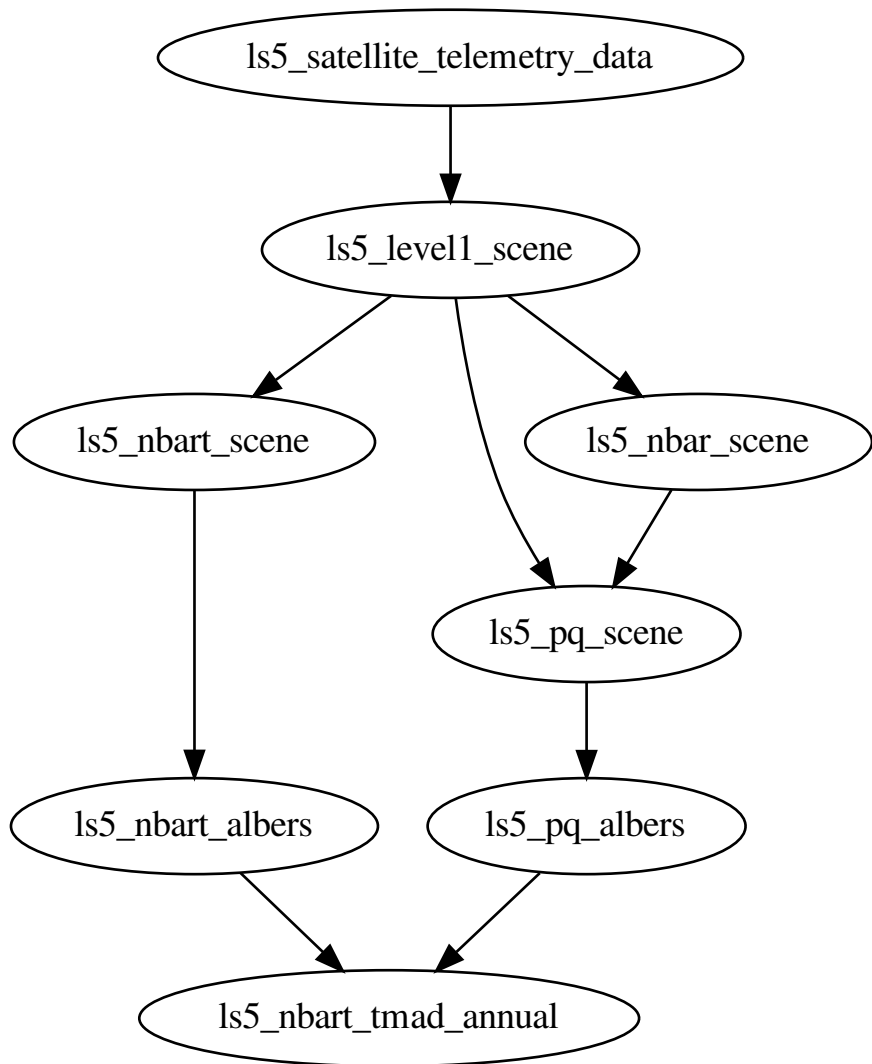 ls5_satellite_telemetry_data
ls5_level1_scene
ls5_nbart_scene
ls5_nbar_scene
ls5_pq_scene
ls5_nbart_albers
ls5_pq_albers
ls5_nbart_tmad_annual